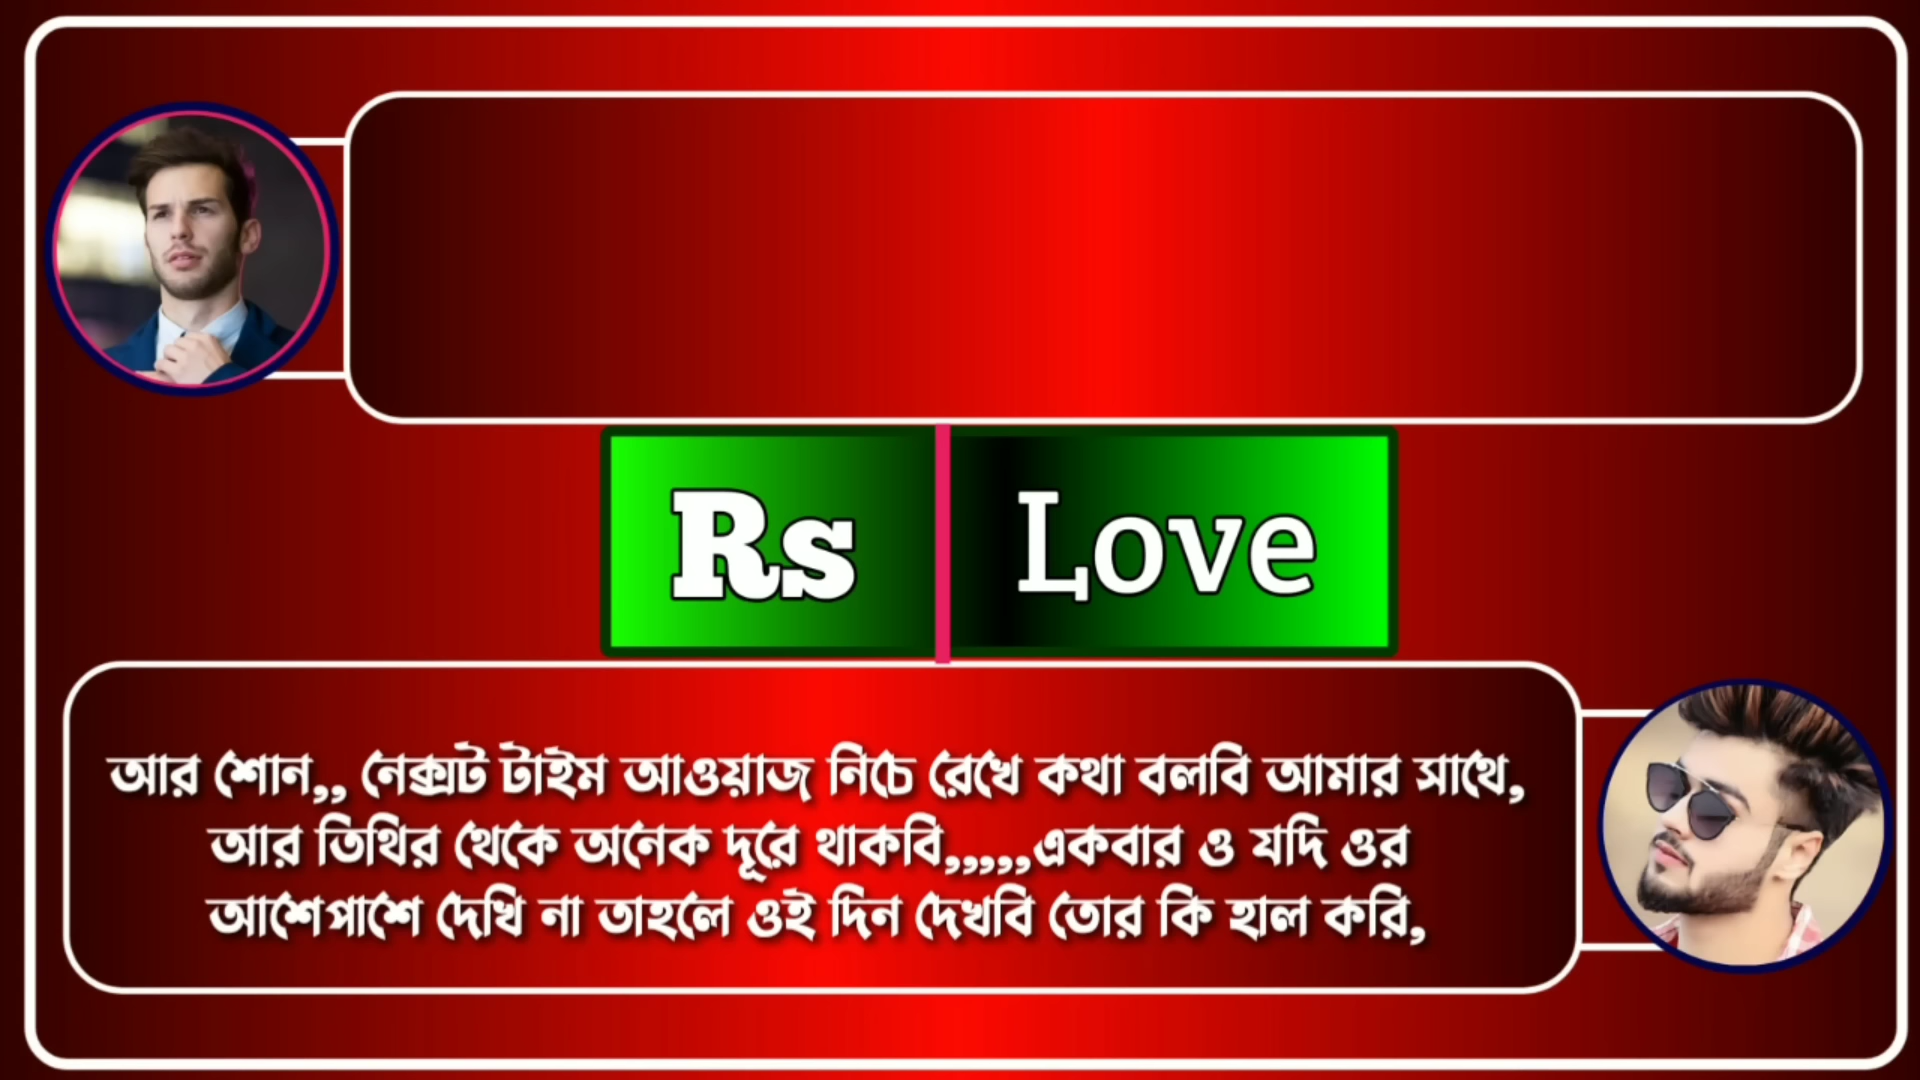 Rs Love
আর শোন,, নেক্সট টাইম আওয়াজ নিচে রেখে কথা বলবি আমার সাথে,
আর তিথির থেকে অনেক দূরে থাকবি,,,,,একবার ও যদি ওর
আশেপাশে দেখি না তাহলে ওই দিন দেখবি তোর কি হাল করি,